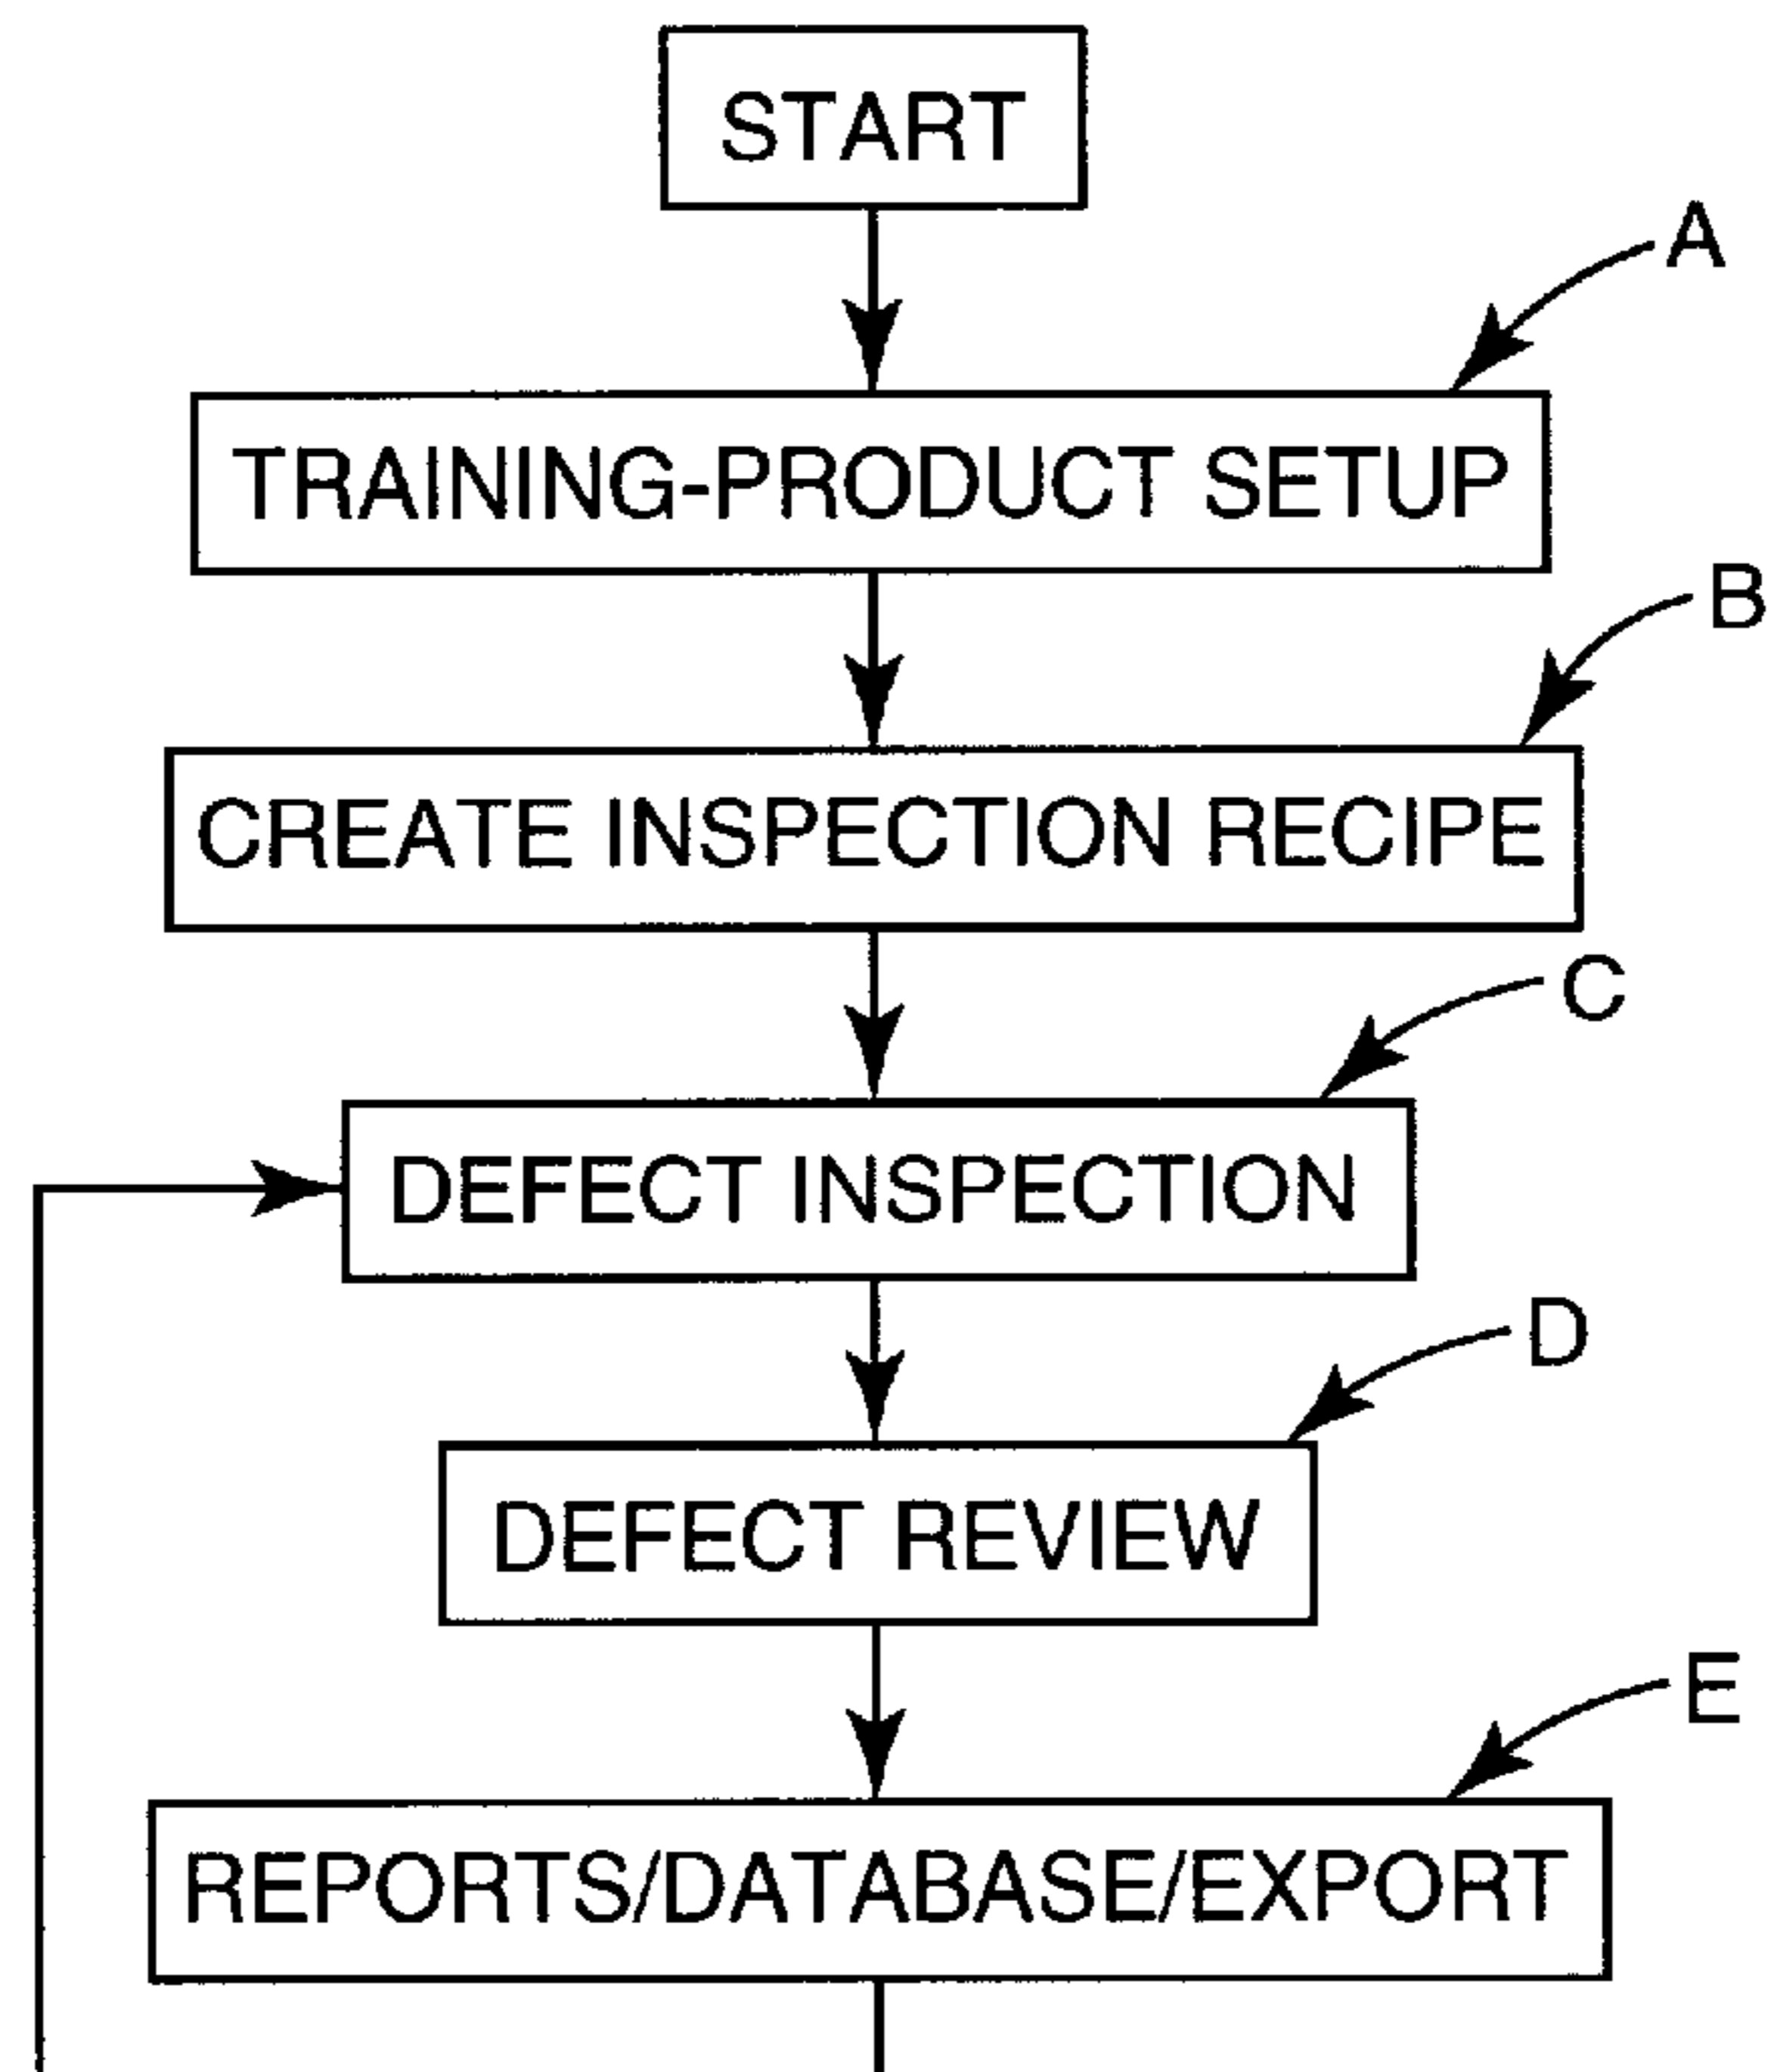 START
A
TRAINING-PRODUCT SETUP
B
CREATE INSPECTION RECIPE
C
DEFECT INSPECTION
D
DEFECT REVIEW
E
REPORTS/DATABASE/EXPORT